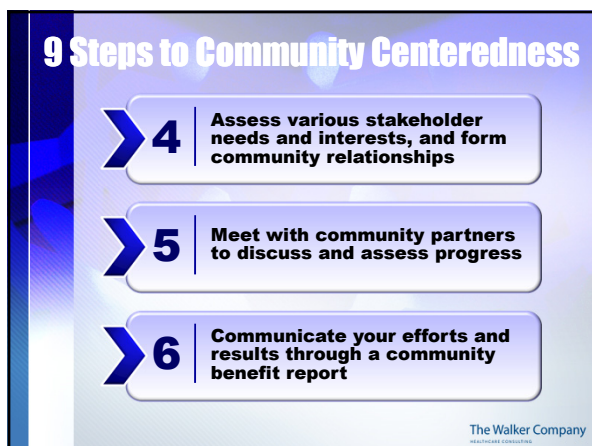 9 Steps to Community Centeredness
4
Assess various stakeholder
needs and interests, and form
community relationships
5
Meet with community partners
to discuss and assess progress
6
Communicate your efforts and
results through a community
benefit report
The Walker Company
HEALTHCARE CONSULTING